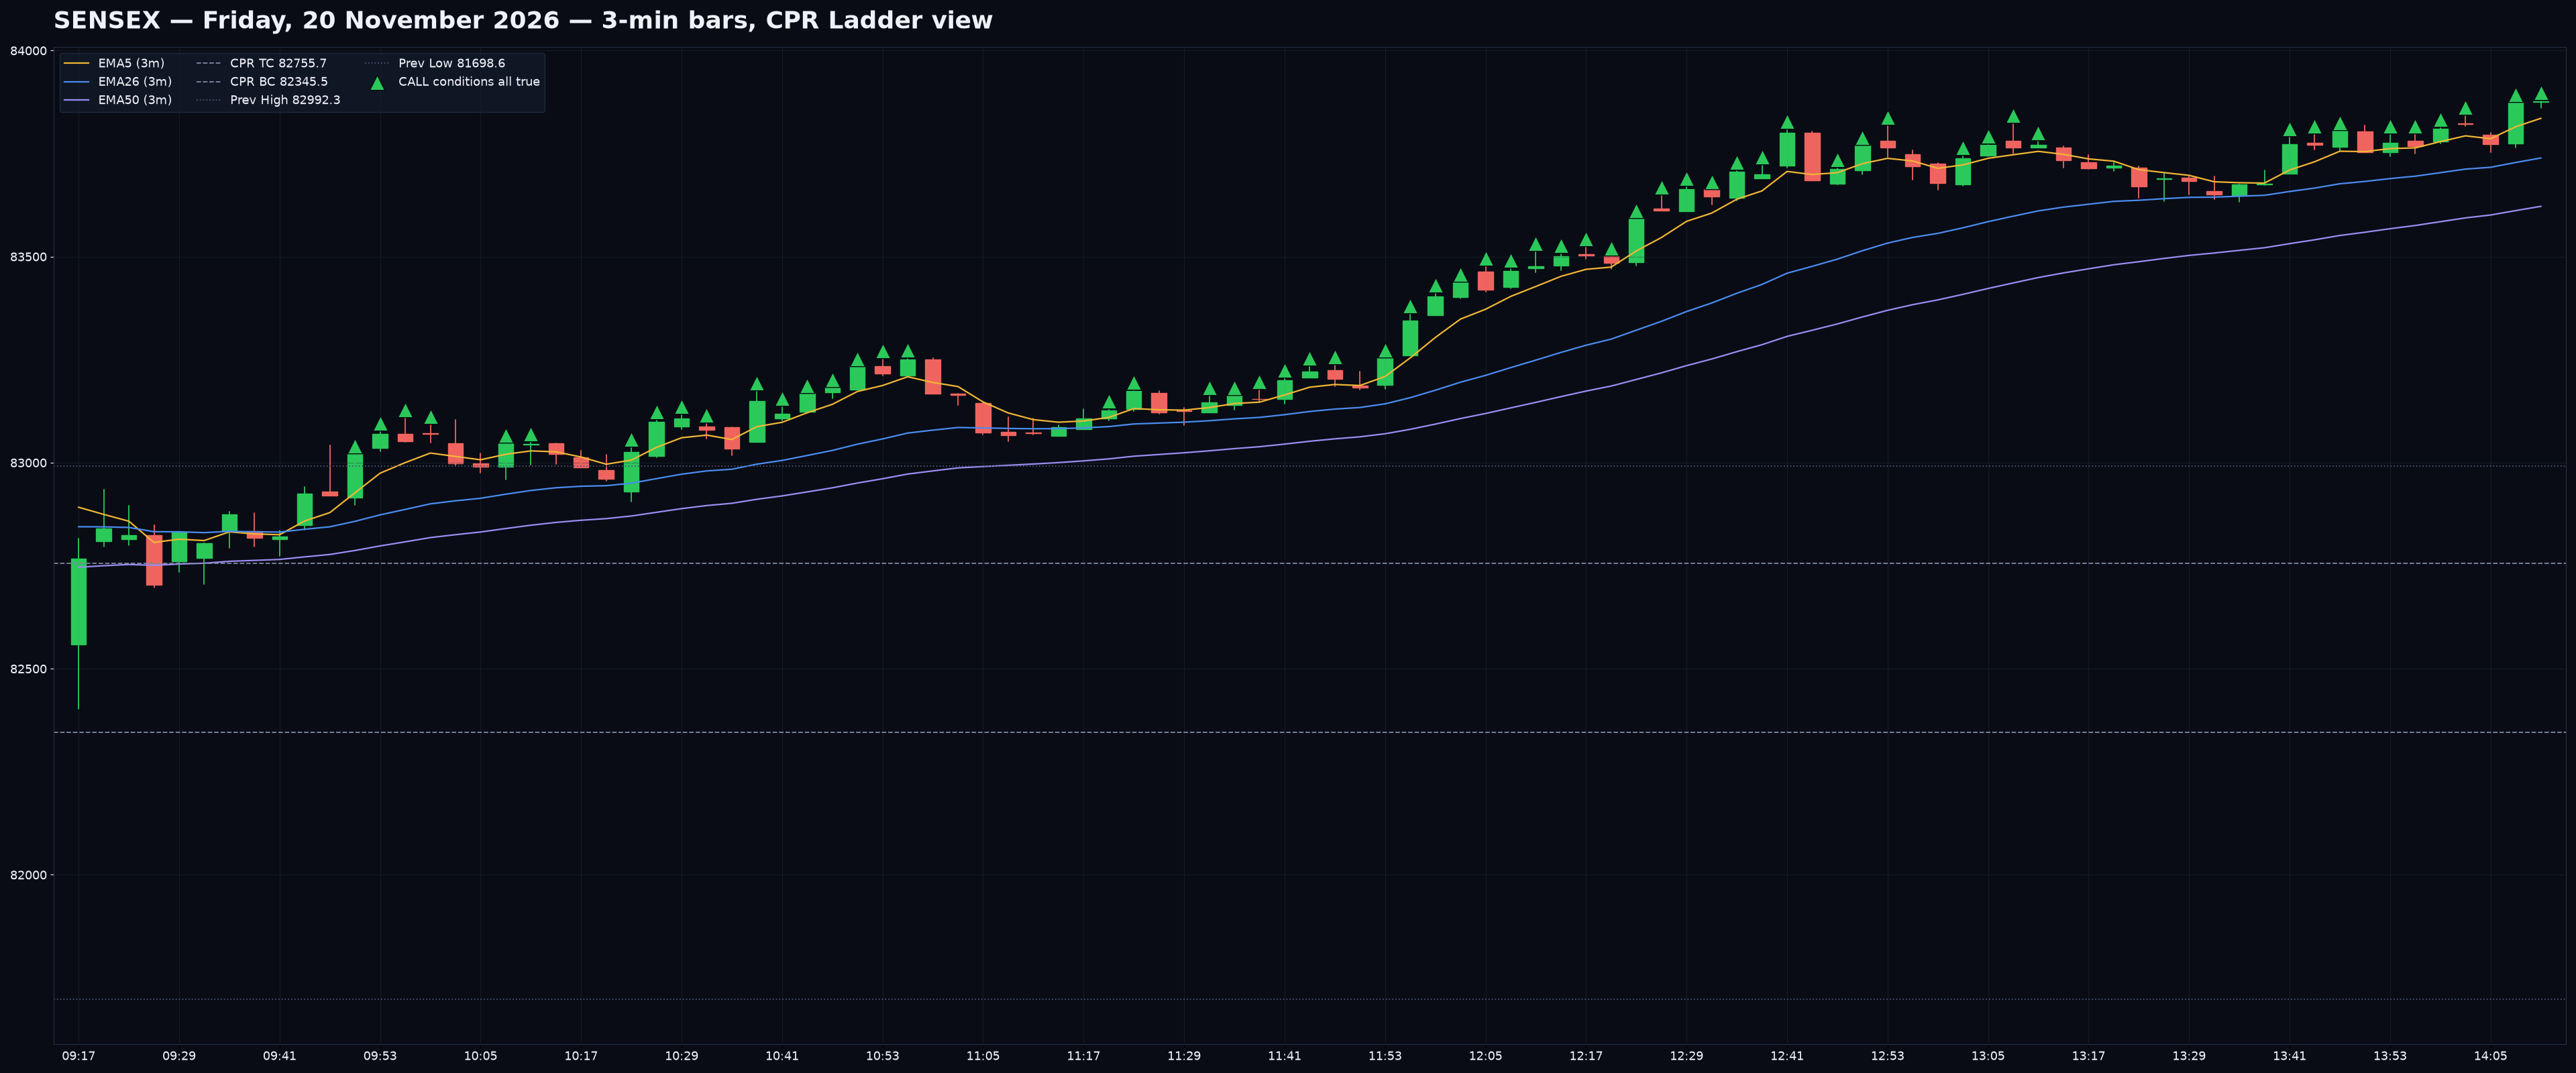 SENSEX — Friday, 20 November 2026 — 3-min bars, CPR Ladder view
84000
EMA5 (3m)
EMA26 (3m)
EMA50 (3m)
CPR TC 82755.7
CPR BC 82345.5
Prev High 82992.3
Prev Low 81698.6
CALL conditions all true
83500
83000
82500
82000
09:17 09:29 09:41 09:53 10:05 10:17 10:29 10:41 10:53 11:05 11:17 11:29 11:41 11:53 12:05 12:17 12:29 12:41 12:53 13:05 13:17 13:29 13:41 13:53 14:05